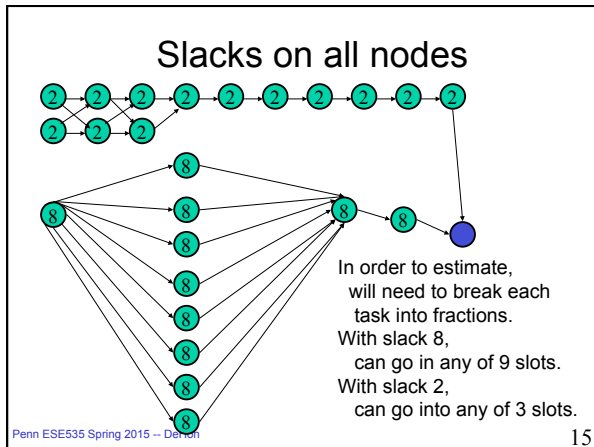 Slacks on all nodes
2 2 2 2 2 2 2 2 2 2
2 2 2
8
8
8 8 8
8
8
8
8
8
8
In order to estimate,
will need to break each
task into fractions.
With slack 8,
can go in any of 9 slots.
With slack 2,
can go into any of 3 slots.
Penn ESE535 Spring 2015 --
15